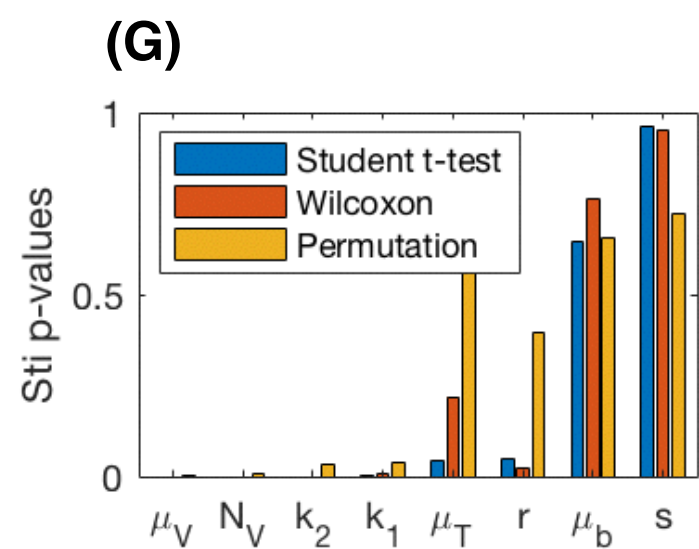 (G)
1
Student t-test
Wilcoxon
Permutation
Sti p-values
0.5
0
μV NV k2 k1 μT r μb s